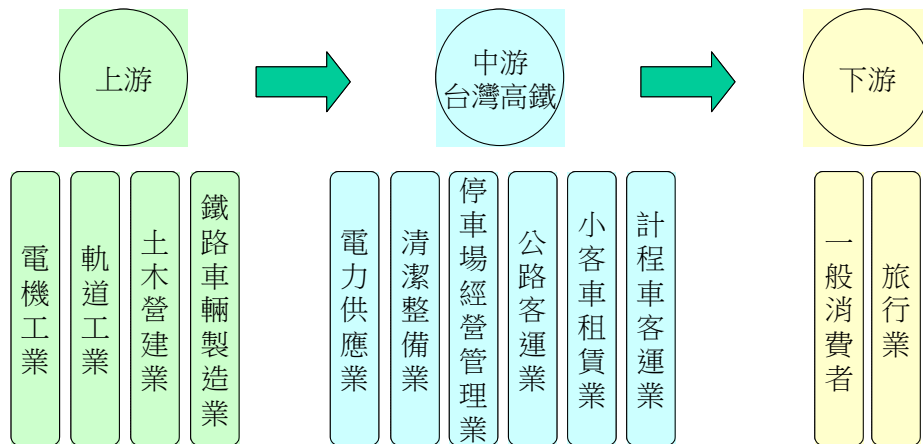 上游
中游
台灣高鐵
下游
電機工業
軌道工業
土木營建業
鐵路車輛製造業
電力供應業
清潔整備業
停車場經營管理業
公路客運業
小客車租賃業
計程車客運業
一般消費者
旅行業